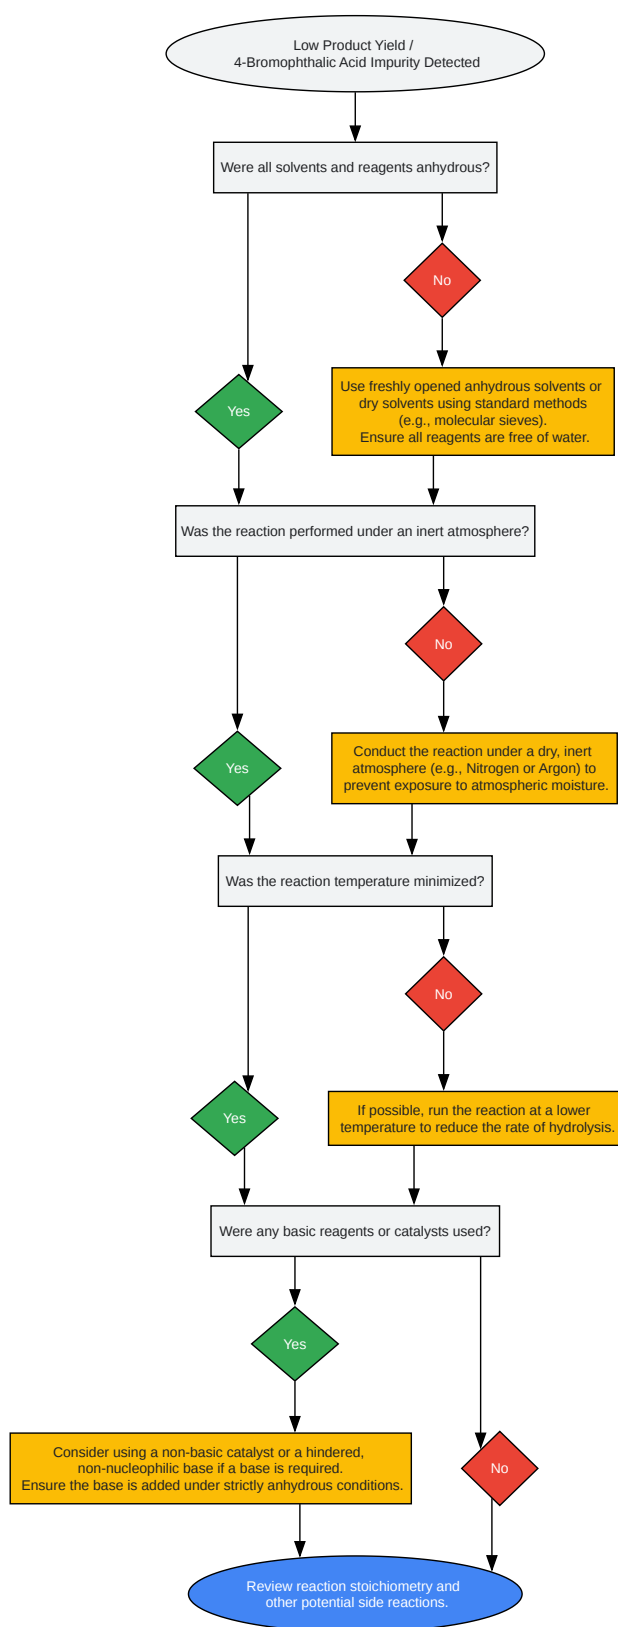 Low Product Yield /
4-Bromophthalic Acid Impurity Detected
Were all solvents and reagents anhydrous?
No
Use freshly opened anhydrous solvents or
dry solvents using standard methods
(e.g., molecular sieves).
Ensure all reagents are free of water.
Yes
Was the reaction performed under an inert atmosphere?
No
Conduct the reaction under a dry, inert
atmosphere (e.g., Nitrogen or Argon) to
prevent exposure to atmospheric moisture.
Yes
Was the reaction temperature minimized?
No
If possible, run the reaction at a lower
temperature to reduce the rate of hydrolysis.
Yes
Were any basic reagents or catalysts used?
Yes
Consider using a non-basic catalyst or a hindered,
non-nucleophilic base if a base is required.
Ensure the base is added under strictly anhydrous conditions.
No
Review reaction stoichiometry and
other potential side reactions.